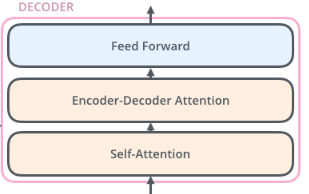 DECODER
Feed Forward
Encoder-Decoder Attention
Self-Attention